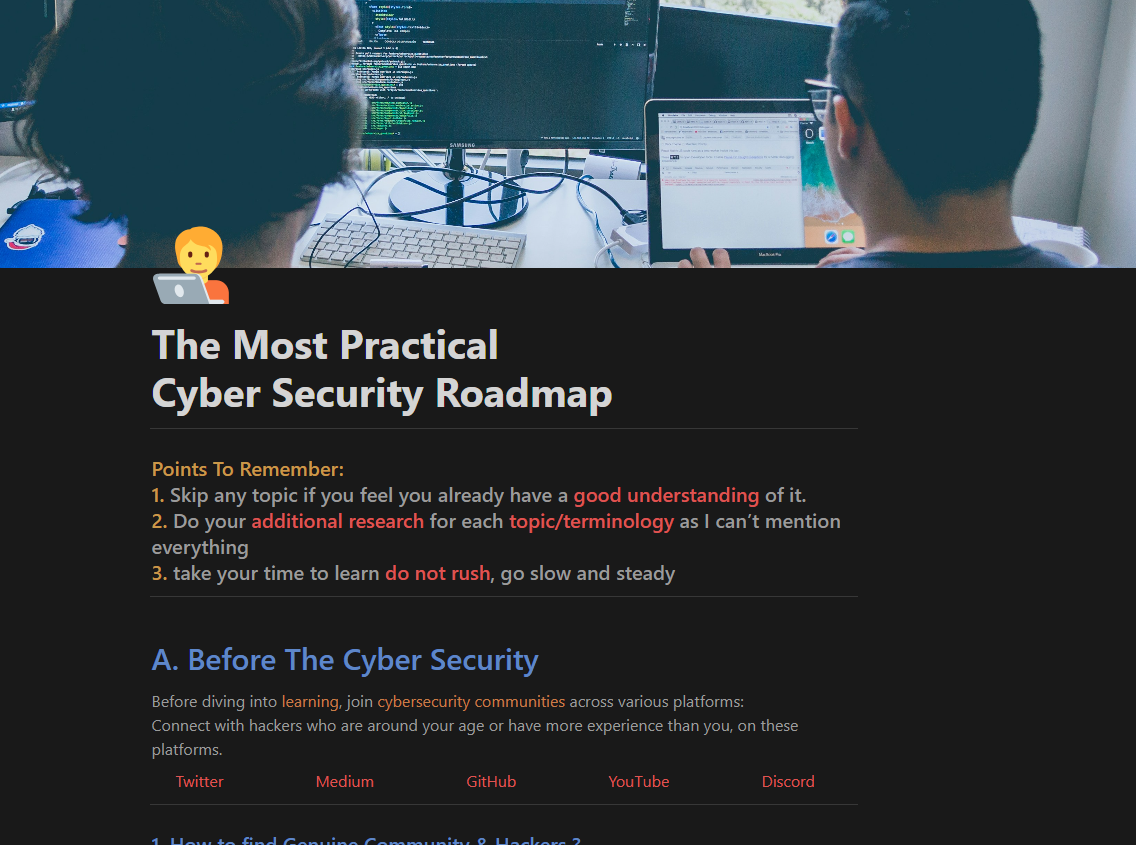 SAMSUNG
MacBook Pro
The Most Practical
Cyber Security Roadmap
Points To Remember:
1. Skip any topic if you feel you already have a good understanding of it.
2. Do your additional research for each topic/terminology as I can’t mention
everything
3. take your time to learn do not rush, go slow and steady
A. Before The Cyber Security
Before diving into learning, join cybersecurity communities across various platforms:
Connect with hackers who are around your age or have more experience than you, on these
platforms.
Twitter Medium GitHub YouTube Discord
1. How to find Genuine Community & Hackers ?